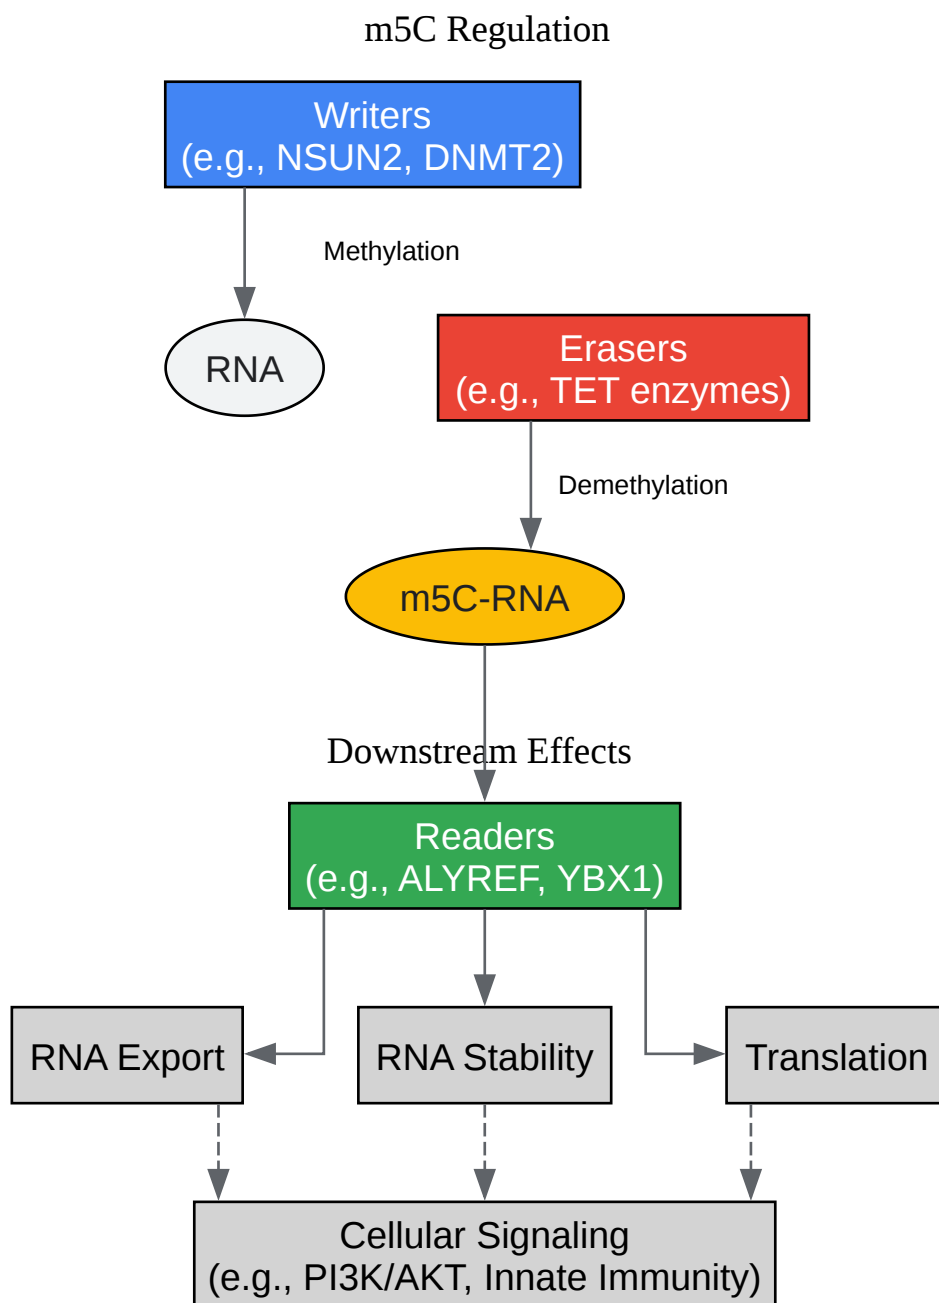 m5C Regulation
Writers
(e.g., NSUN2, DNMT2)
Methylation
RNA
Erasers
(e.g., TET enzymes)
Demethylation
m5C-RNA
Downstream Effects
Readers
(e.g., ALYREF, YBX1)
RNA Export
RNA Stability
Translation
Cellular Signaling
(e.g., PI3K/AKT, Innate Immunity)